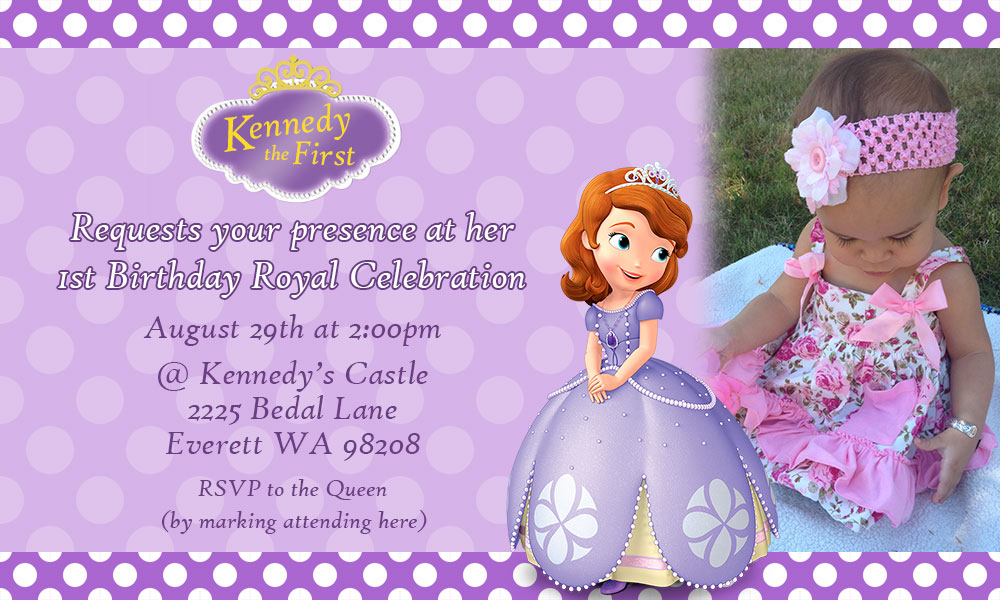 Kennedy
the First
Requests your presence at her
1st Birthday Royal Celebration
August 29th at 2:00pm
@ Kennedy's Castle
2225 Bedal Lane
Everett WA 98208
RSVP to the Queen
(by marking attending here)